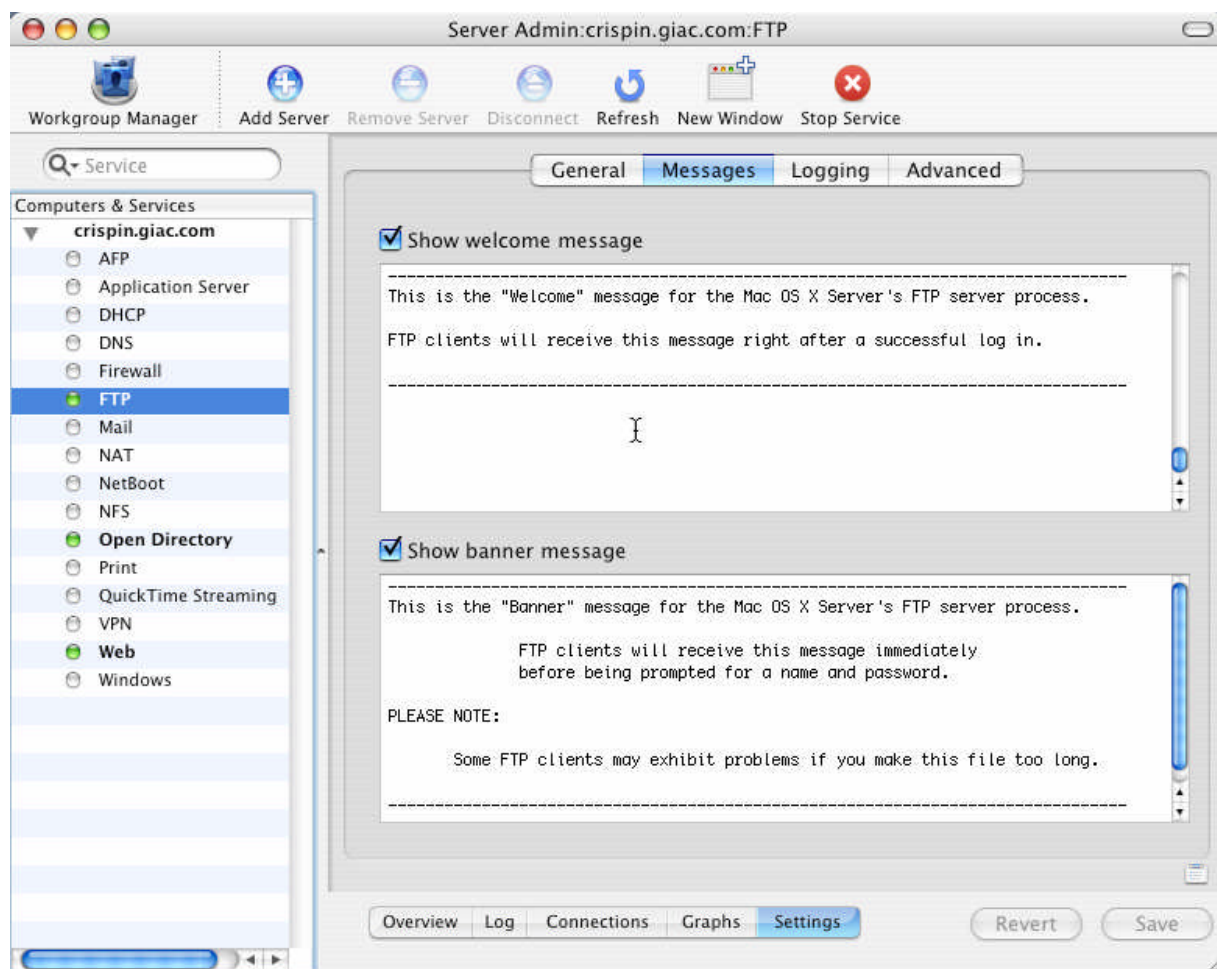 Server Admin:crispin.giac.com:FTP
Workgroup Manager
Add Server
Remove Server
Disconnect
Refresh
New Window
Stop Service
Service
Computers & Services
crispin.giac.com
AFP
Application Server
DHCP
DNS
Firewall
FTP
Mail
NAT
NetBoot
NFS
Open Directory
Print
QuickTime Streaming
VPN
Web
Windows
General
Messages
Logging
Advanced
Show welcome message
-------------------------------------------------------------------------------
This is the "Welcome" message for the Mac OS X Server's FTP server process.
FTP clients will receive this message right after a successful log in.
-------------------------------------------------------------------------------
Show banner message
-------------------------------------------------------------------------------
This is the "Banner" message for the Mac OS X Server's FTP server process.
FTP clients will receive this message immediately
before being prompted for a name and password.
PLEASE NOTE:
Some FTP clients may exhibit problems if you make this file too long.
-------------------------------------------------------------------------------
Overview
Log
Connections
Graphs
Settings
Revert
Save